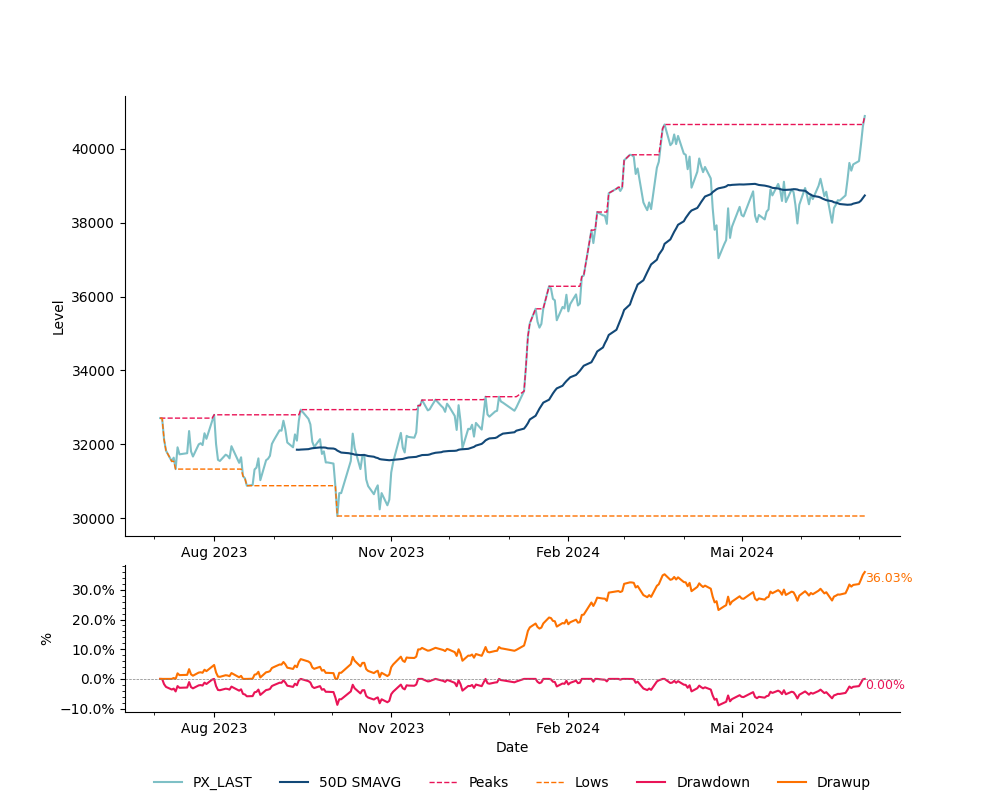 Level
40000
38000
36000
34000
32000
30000
Aug 2023 Nov 2023 Feb 2024 Mai 2024
%
30.0%
20.0%
10.0%
0.0%
−10.0%
36.03%
0.00%
Aug 2023 Nov 2023 Feb 2024 Mai 2024
Date
PX_LAST 50D SMAVG Peaks Lows Drawdown Drawup